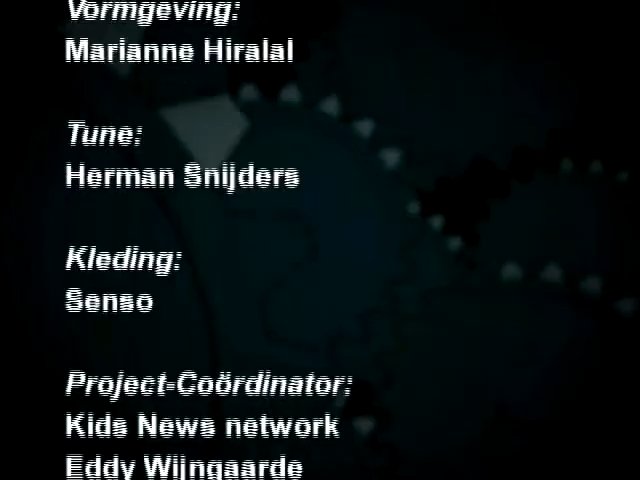 Vormgeving:
Marianne Hiralal
Tune:
Herman Snijders
Kleding:
Senso
Project-Coördinator:
Kids News network
Eddy Wijngaarde